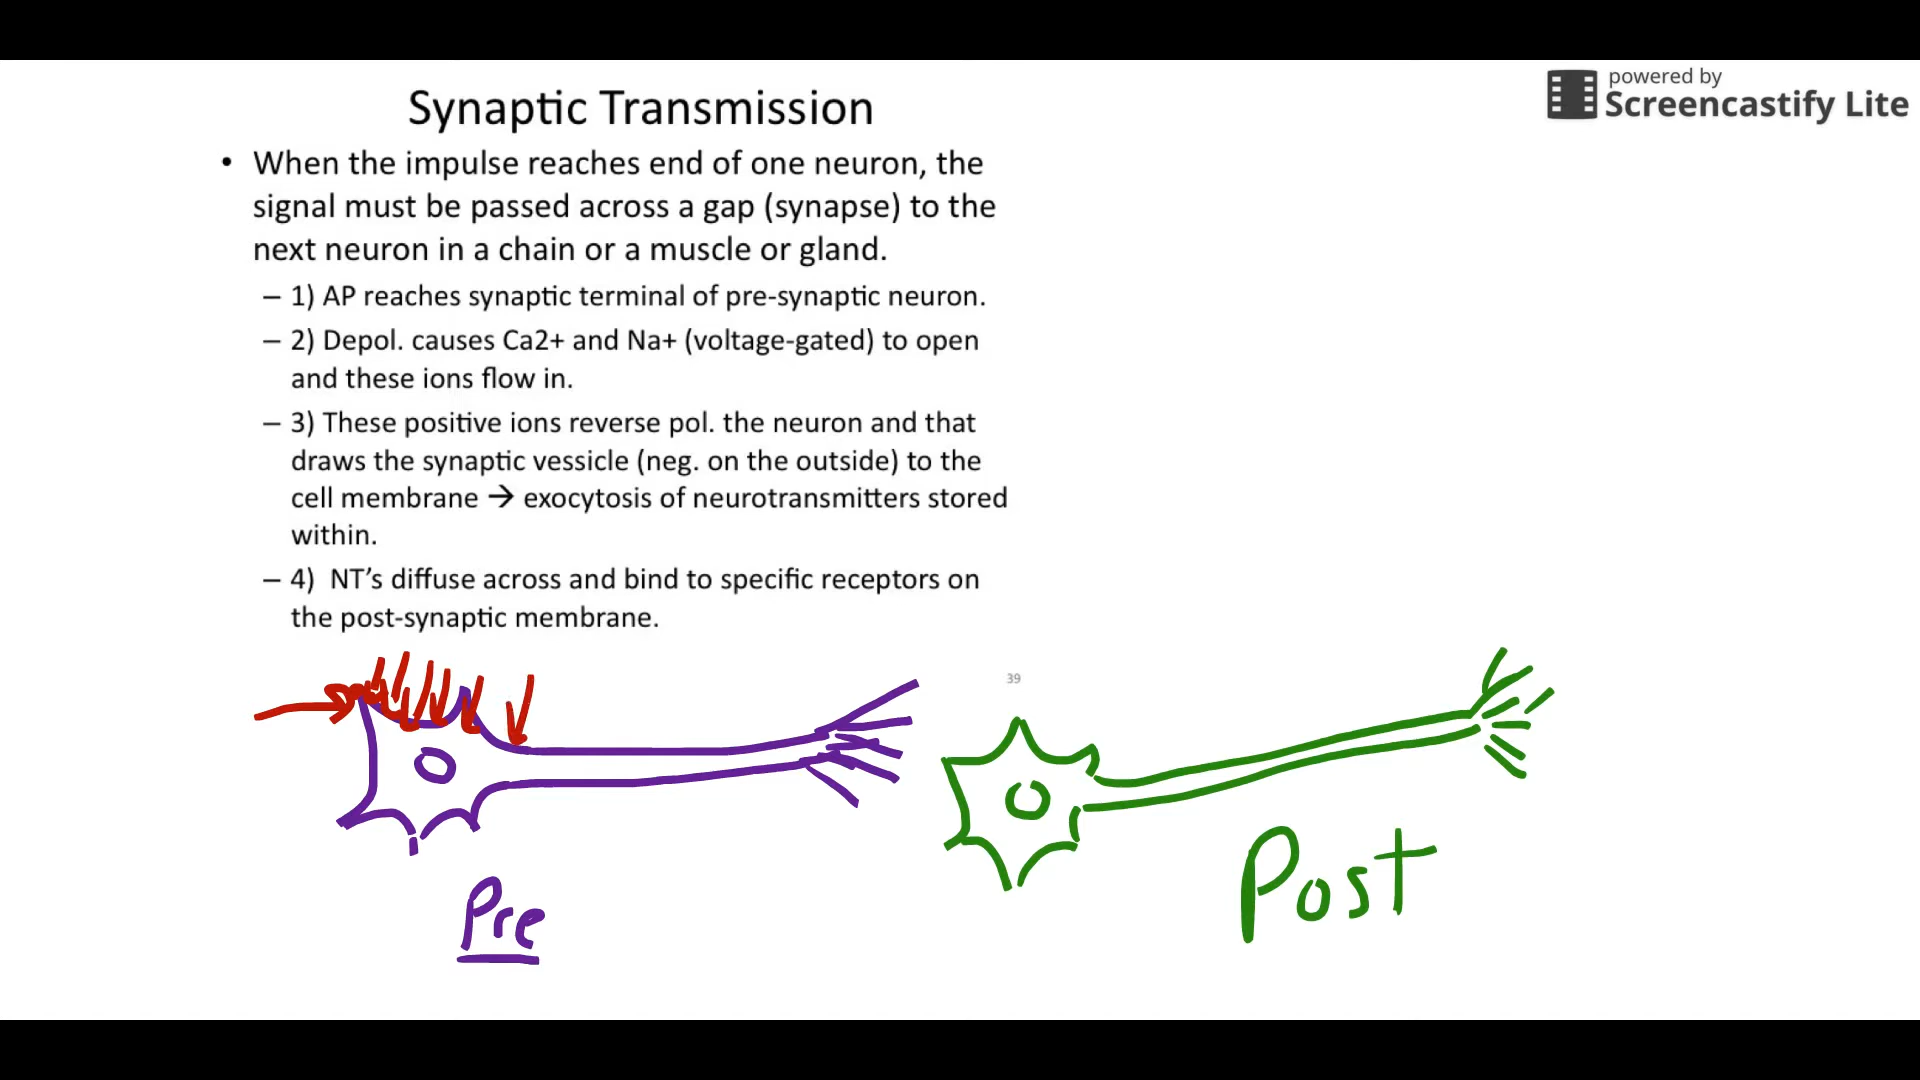 powered by
Screencastify Lite
Synaptic Transmission
• When the impulse reaches end of one neuron, the
signal must be passed across a gap (synapse) to the
next neuron in a chain or a muscle or gland.
– 1) AP reaches synaptic terminal of pre-synaptic neuron.
– 2) Depol. causes Ca2+ and Na+ (voltage-gated) to open
and these ions flow in.
– 3) These positive ions reverse pol. the neuron and that
draws the synaptic vessicle (neg. on the outside) to the
cell membrane → exocytosis of neurotransmitters stored
within.
– 4) NT’s diffuse across and bind to specific receptors on
the post-synaptic membrane.
39
Pre
Post